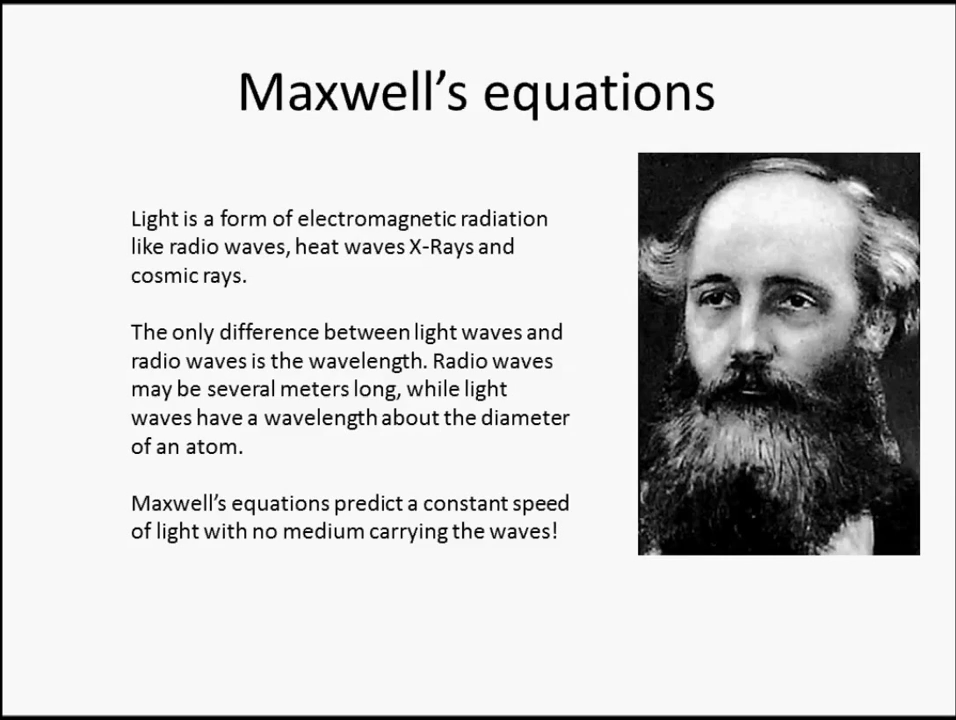 Maxwell's equations
Light is a form of electromagnetic radiation
like radio waves, heat waves X-Rays and
cosmic rays.
The only difference between light waves and
radio waves is the wavelength. Radio waves
may be several meters long, while light
waves have a wavelength about the diameter
of an atom.
Maxwell's equations predict a constant speed
of light with no medium carrying the waves!